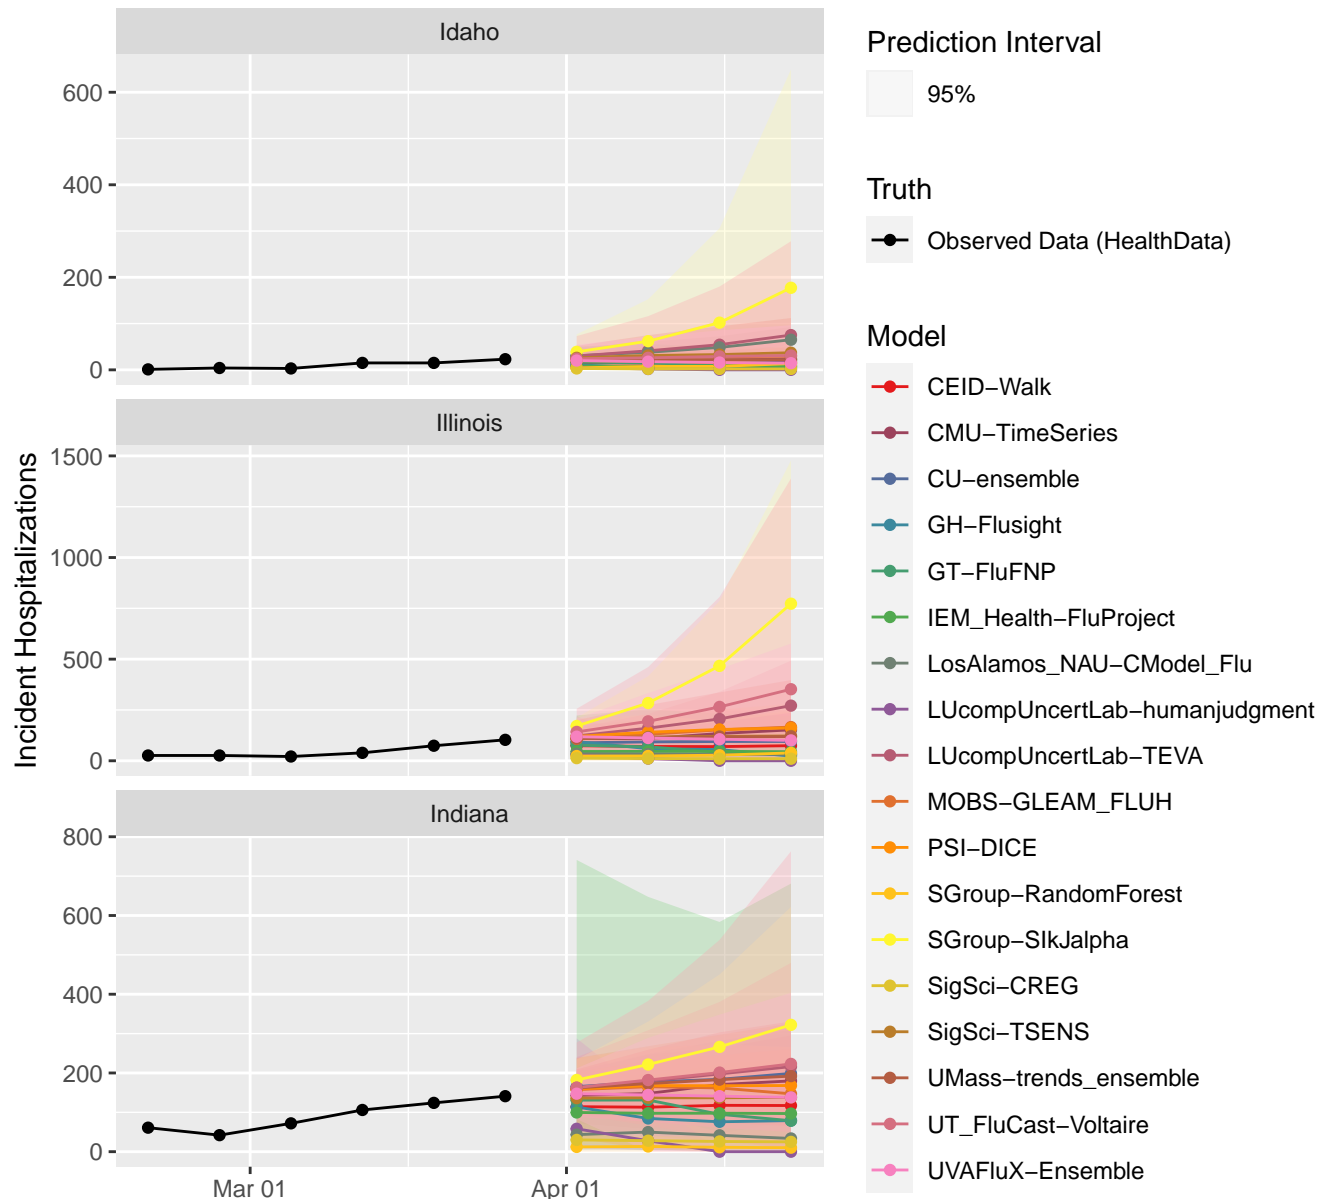 Idaho
600
400
200
0
Illinois
1500
1000
500
0
Indiana
800
600
400
200
0
Mar 01
Apr 01
Incident Hospitalizations
Prediction Interval
95%
Truth
Observed Data (HealthData)
Model
CEID−Walk
CMU−TimeSeries
CU−ensemble
GH−Flusight
GT−FluFNP
IEM_Health−FluProject
LosAlamos_NAU−CModel_Flu
LUcompUncertLab−humanjudgment
LUcompUncertLab−TEVA
MOBS−GLEAM_FLUH
PSI−DICE
SGroup−RandomForest
SGroup−SIkJalpha
SigSci−CREG
SigSci−TSENS
UMass−trends_ensemble
UT_FluCast−Voltaire
UVAFluX−Ensemble